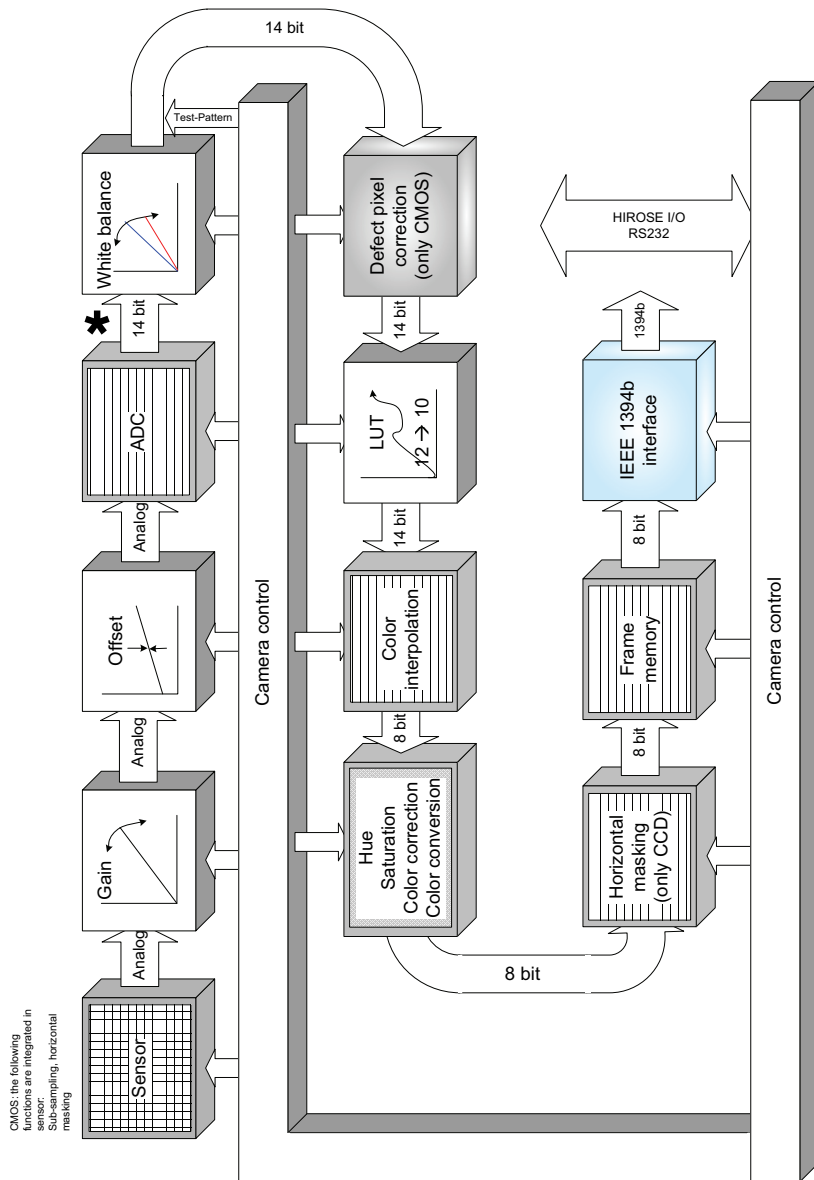 CMOS: the following
functions are integrated in
sensor:
Sub-sampling, horizontal
masking
Sensor
Analog
Gain
Analog
Offset
Analog
ADC
14 bit
*
White balance
Test-Pattern
14 bit
Camera control
Defect pixel
correction
(only CMOS)
14 bit
LUT
12 → 10
14 bit
Color
interpolation
8 bit
Hue
Saturation
Color correction
Color conversion
8 bit
Horizontal
masking
(only CCD)
8 bit
Frame
memory
8 bit
IEEE 1394b
interface
1394b
HIROSE I/O
RS232
Camera control